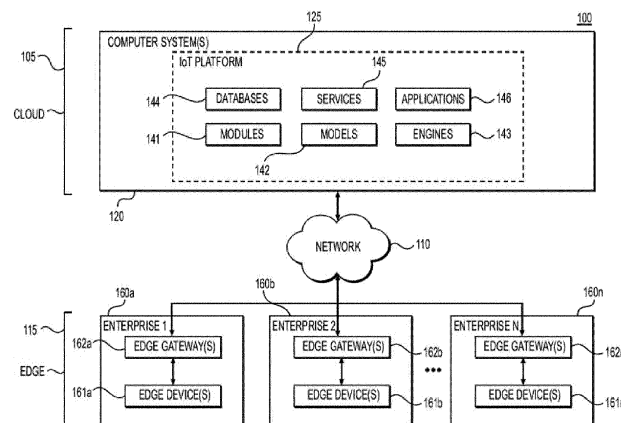 100
125
COMPUTER SYSTEM(S)
105
IoT PLATFORM
145
144
DATABASES
SERVICES
APPLICATIONS
146
CLOUD
141
MODULES
MODELS
ENGINES
143
142
120
NETWORK
110
160a
160b
160n
115
ENTERPRISE 1
ENTERPRISE 2
ENTERPRISE N
162a
EDGE GATEWAY(S)
EDGE GATEWAY(S)
162b
EDGE GATEWAY(S)
EDGE
161a
EDGE DEVICE(S)
EDGE DEVICE(S)
161b
EDGE DEVICE(S)